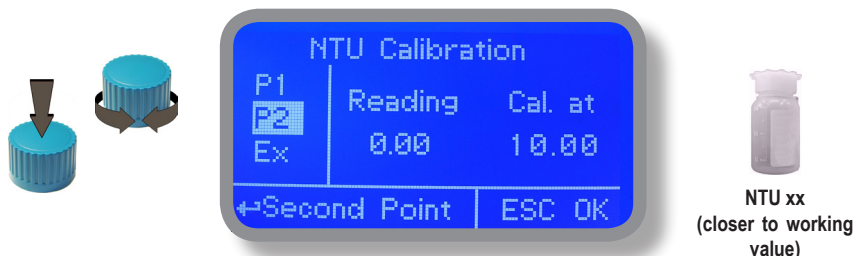 NTU Calibration
P1
Reading
Cal. at
P2
0.00
10.00
Ex
↵Second Point
ESC OK
NTU xx
(closer to working
value)